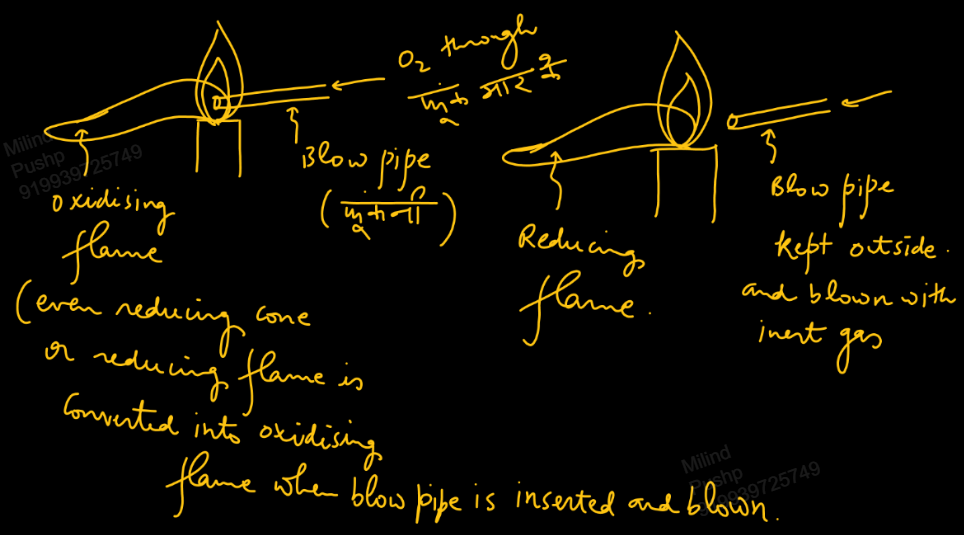 O₂ through
फूंक मार के
Blow pipe
(फूंकनी)
oxidising
flame
(even reducing cone
or reducing flame is
Converted into oxidising
flame when blow pipe is inserted and blown.
Reducing
flame.
Blow pipe
kept outside.
and blown with
inert gas
Milind
Pushp
919939725749
Milind
Pushp
919939725749